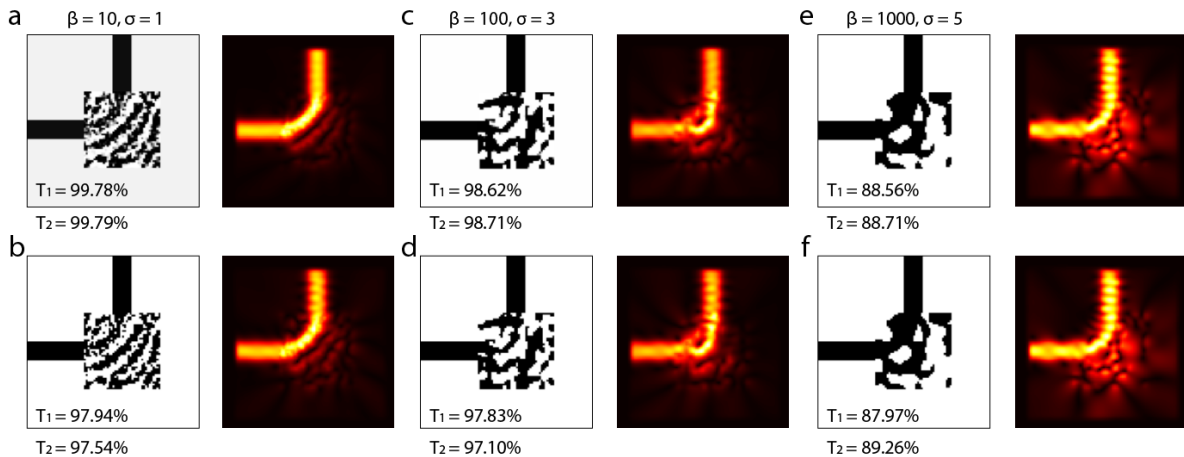 a
β = 10, σ = 1
T₁ = 99.78%
T₂ = 99.79%
c
β = 100, σ = 3
T₁ = 98.62%
T₂ = 98.71%
e
β = 1000, σ = 5
T₁ = 88.56%
T₂ = 88.71%
b
T₁ = 97.94%
T₂ = 97.54%
d
T₁ = 97.83%
T₂ = 97.10%
f
T₁ = 87.97%
T₂ = 89.26%